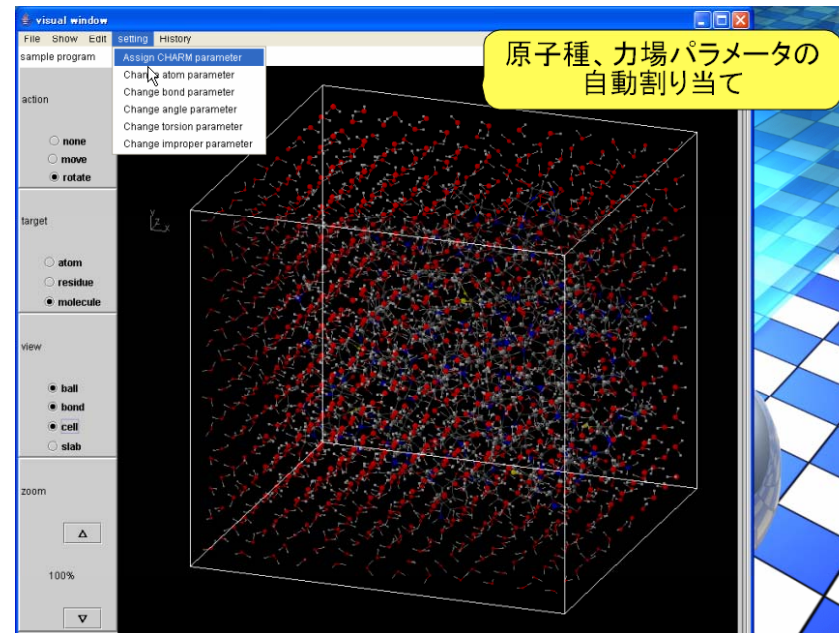 visual window
File Show Edit setting History
sample program
Assign CHARM parameter
Change atom parameter
Change bond parameter
Change angle parameter
Change torsion parameter
Change improper parameter
原子種、力場パラメータの
自動割り当て
action
none
move
rotate
target
atom
residue
molecule
view
ball
bond
cell
slab
zoom
100%
y
z x